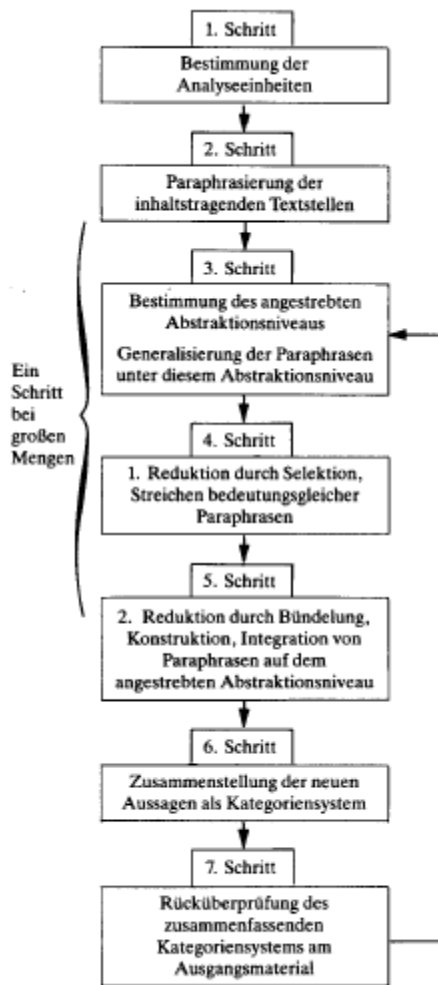 1. Schritt
Bestimmung der
Analyseeinheiten
2. Schritt
Paraphrasierung der
inhaltstragenden Textstellen
3. Schritt
Bestimmung des angestrebten
Abstraktionsniveaus
Generalisierung der Paraphrasen
unter diesem Abstraktionsniveau
Ein
Schritt
bei
großen
Mengen
4. Schritt
1. Reduktion durch Selektion,
Streichen bedeutungsgleicher
Paraphrasen
5. Schritt
2. Reduktion durch Bündelung,
Konstruktion, Integration von
Paraphrasen auf dem
angestrebten Abstraktionsniveau
6. Schritt
Zusammenstellung der neuen
Aussagen als Kategoriensystem
7. Schritt
Rücküberprüfung des
zusammenfassenden
Kategoriensystems am
Ausgangsmaterial